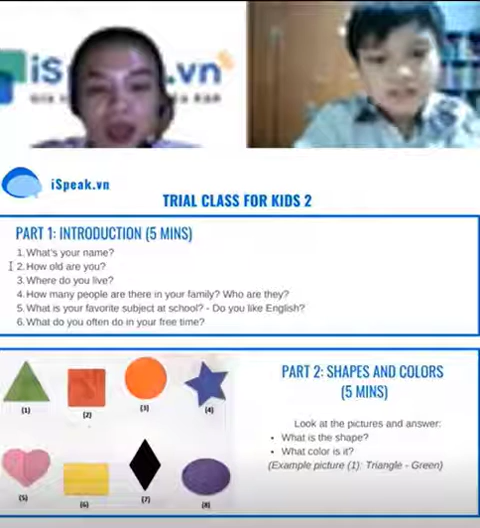 iSp .vn
iSpeak.vn
TRIAL CLASS FOR KIDS 2
PART 1: INTRODUCTION (5 MINS)
1. What's your name?
2. How old are you?
3. Where do you live?
4. How many people are there in your family? Who are they?
5. What is your favorite subject at school? - Do you like English?
6. What do you often do in your free time?
(1) (2) (3) (4)
(5) (6) (7) (8)
PART 2: SHAPES AND COLORS
(5 MINS)
Look at the pictures and answer:
• What is the shape?
• What color is it?
(Example picture (1): Triangle - Green)